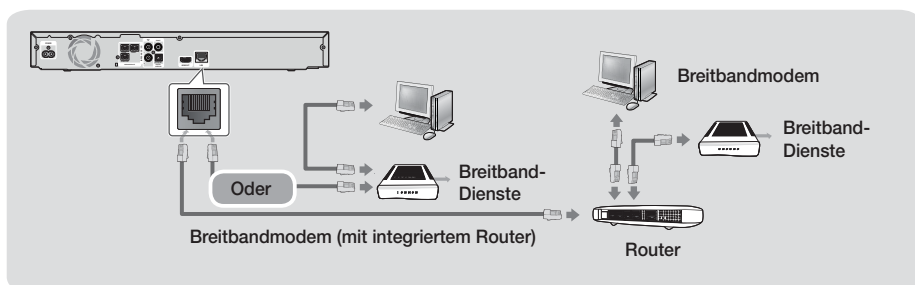 Breitbandmodem
Breitband-
Dienste
Breitband-
Dienste
Oder
Breitbandmodem (mit integriertem Router)
Router